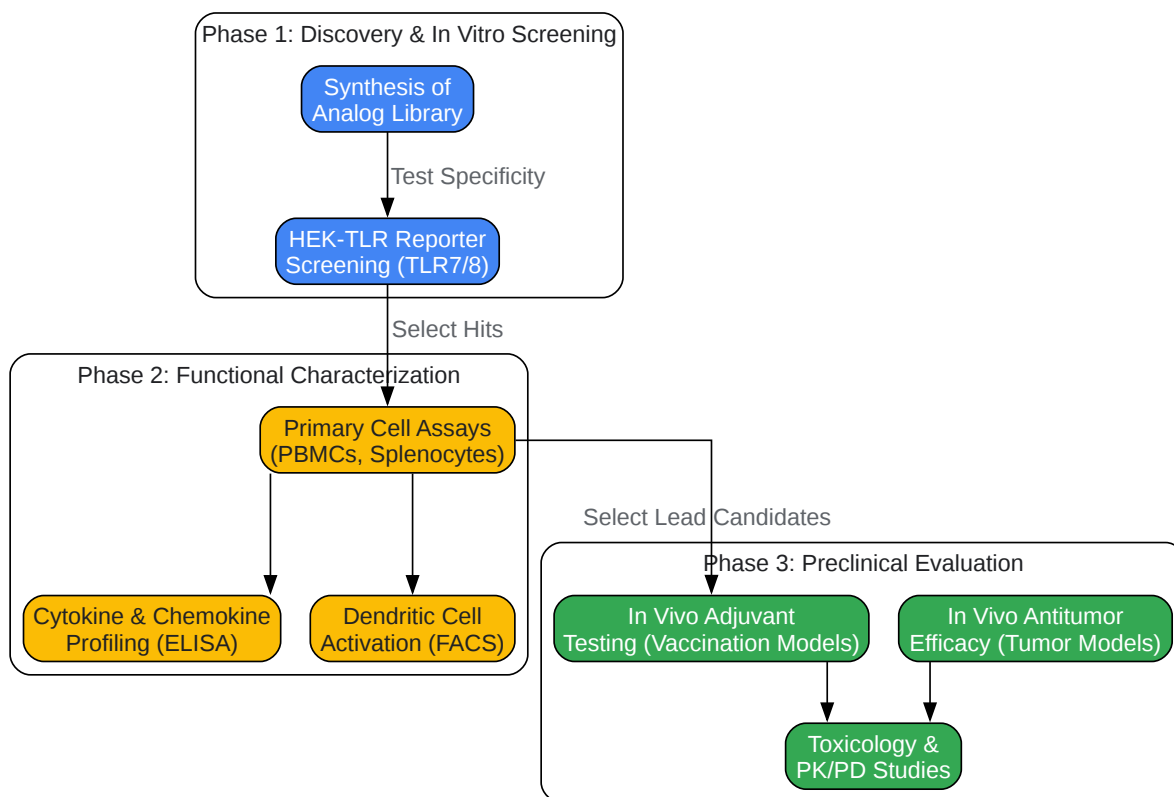 Phase 1: Discovery & In Vitro Screening
Synthesis of
Analog Library
Test Specificity
HEK-TLR Reporter
Screening (TLR7/8)
Select Hits
Phase 2: Functional Characterization
Primary Cell Assays
(PBMCs, Splenocytes)
Cytokine & Chemokine
Profiling (ELISA)
Dendritic Cell
Activation (FACS)
Select Lead Candidates
Phase 3: Preclinical Evaluation
In Vivo Adjuvant
Testing (Vaccination Models)
In Vivo Antitumor
Efficacy (Tumor Models)
Toxicology &
PK/PD Studies